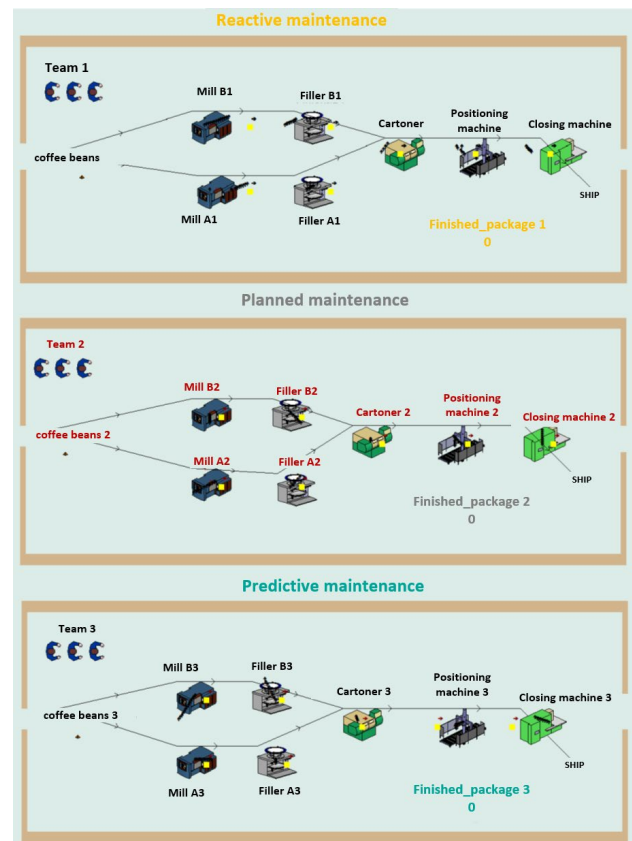 Reactive maintenance
Team 1
Mill B1
Filler B1
Cartoner
Positioning
machine
Closing machine
coffee beans
Mill A1
Filler A1
SHIP
Finished_package 1
0
Planned maintenance
Team 2
Mill B2
Filler B2
Cartoner 2
Positioning
machine 2
Closing machine 2
coffee beans 2
Mill A2
Filler A2
SHIP
Finished_package 2
0
Predictive maintenance
Team 3
Mill B3
Filler B3
Cartoner 3
Positioning
machine 3
Closing machine 3
coffee beans 3
Mill A3
Filler A3
SHIP
Finished_package 3
0